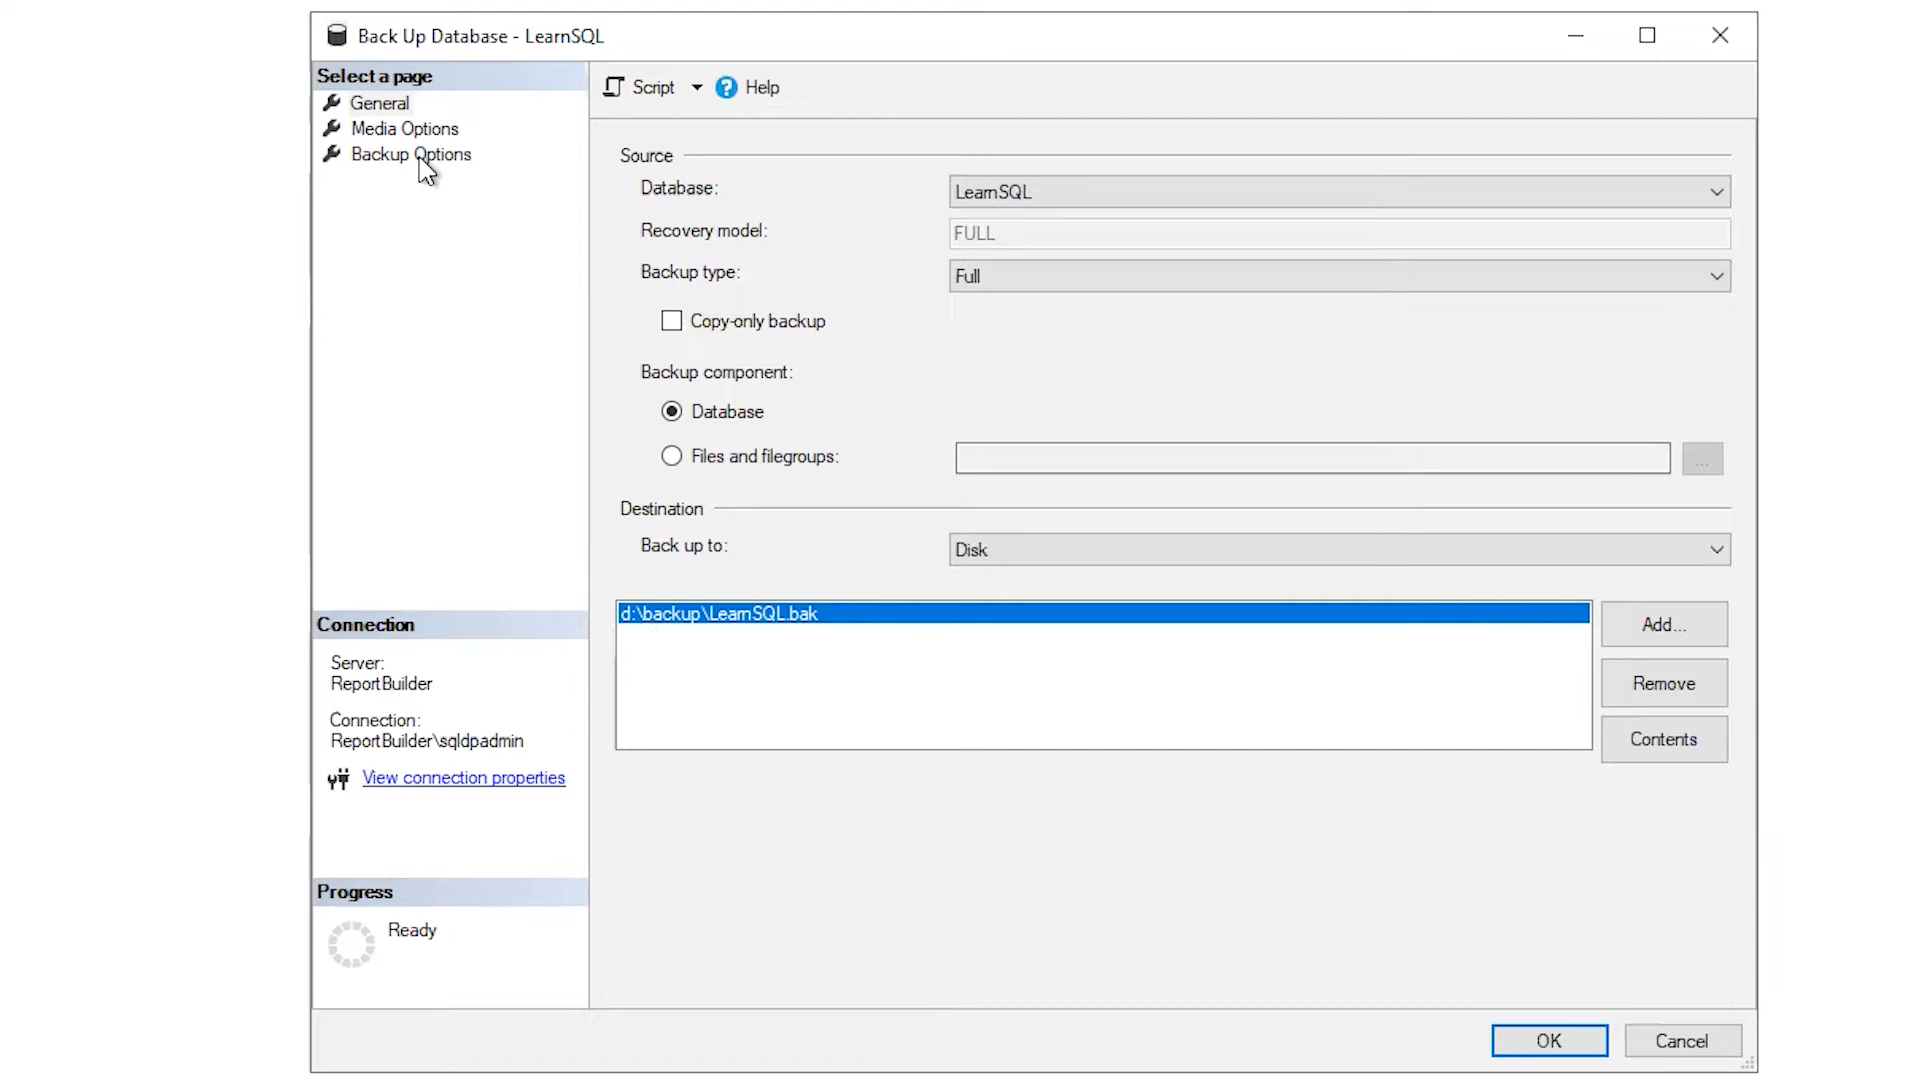 Back Up Database - LearnSQL
Select a page
General
Media Options
Backup Options
Script
Help
Source
Database:
LearnSQL
Recovery model:
FULL
Backup type:
Full
Copy-only backup
Backup component:
Database
Files and filegroups:
...
Destination
Back up to:
Disk
d:\backup\LearnSQL.bak
Add...
Remove
Contents
Connection
Server:
ReportBuilder
Connection:
ReportBuilder\sqldpadmin
View connection properties
Progress
Ready
OK
Cancel